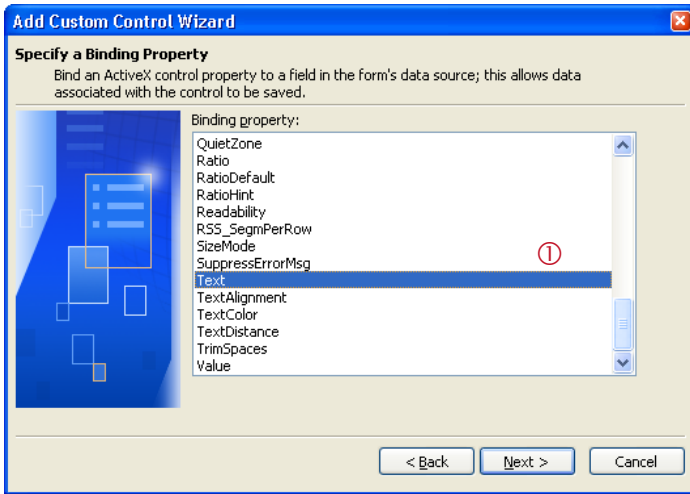 Add Custom Control Wizard
Specify a Binding Property
Bind an ActiveX control property to a field in the form's data source; this allows data
associated with the control to be saved.
Binding property:
QuietZone
Ratio
RatioDefault
RatioHint
Readability
RSS_SegmPerRow
SizeMode
SuppressErrorMsg
①
Text
TextAlignment
TextColor
TextDistance
TrimSpaces
Value
< Back
Next >
Cancel